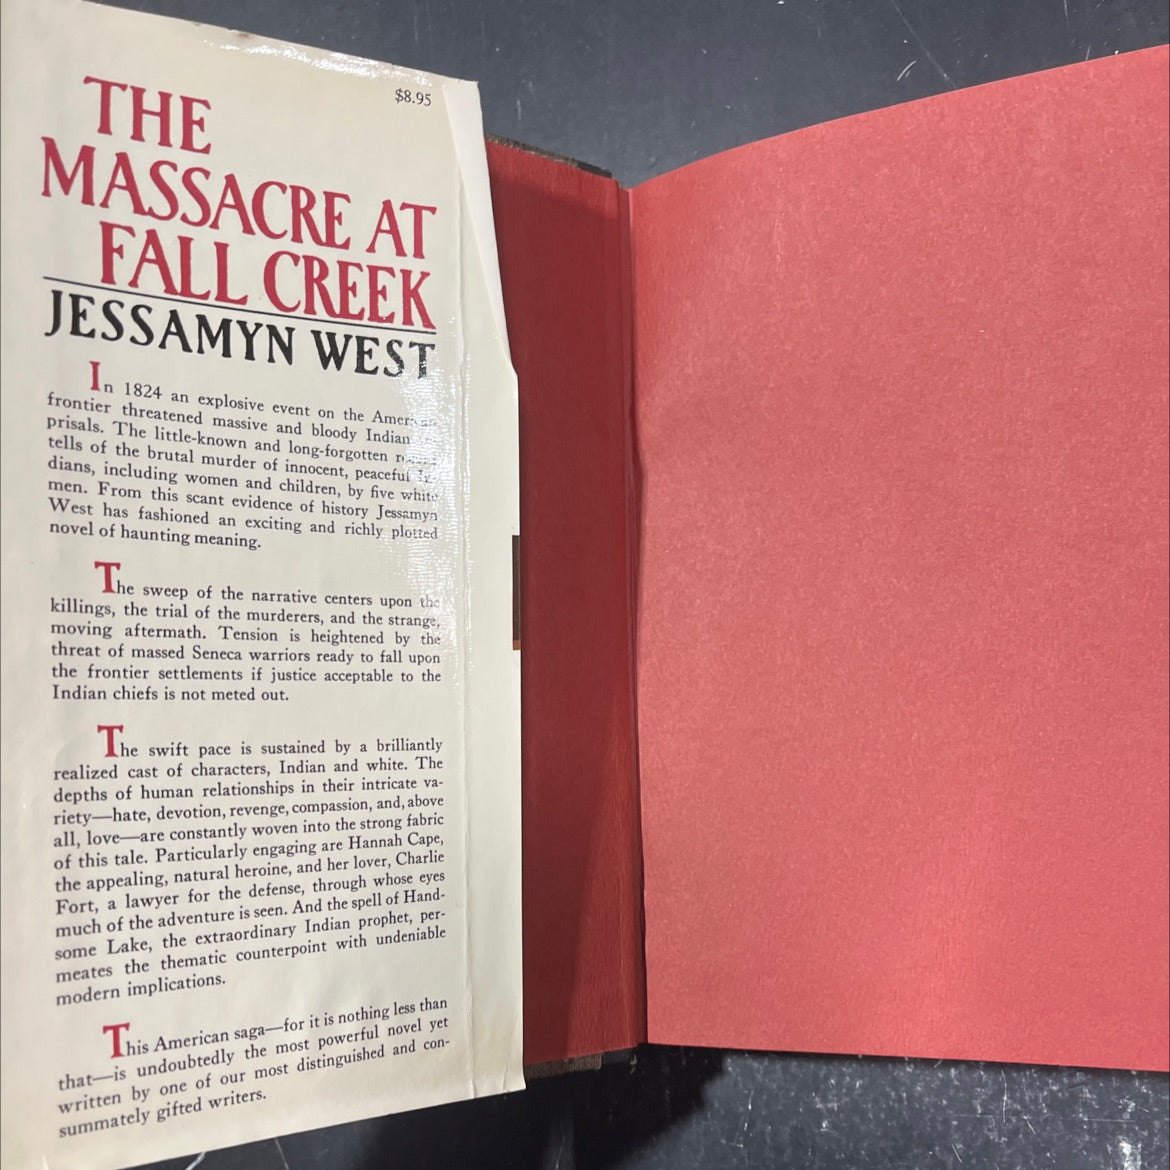 $8.95
THE
MASSACRE AT
FALL CREEK
JESSAMYN WEST
In 1824 an explosive event on the American
frontier threatened massive and bloody Indian
prisals. The little-known and long-forgotten
tells of the brutal murder of innocent, peaceful In-
dians, including women and children, by five white
men. From this scant evidence of history Jessamyn
West has fashioned an exciting and richly plotted
novel of haunting meaning.
The sweep of the narrative centers upon the
killings, the trial of the murderers, and the strange,
moving aftermath. Tension is heightened by the
threat of massed Seneca warriors ready to fall upon
the frontier settlements if justice acceptable to the
Indian chiefs is not meted out.
The swift pace is sustained by a brilliantly
realized cast of characters, Indian and white. The
depths of human relationships in their intricate va-
riety—hate, devotion, revenge, compassion, and, above
all, love—are constantly woven into the strong fabric
of this tale. Particularly engaging are Hannah Cape,
the appealing, natural heroine, and her lover, Charlie
Fort, a lawyer for the defense, through whose eyes
much of the adventure is seen. And the spell of Hand-
some Lake, the extraordinary Indian prophet, per-
meates the thematic counterpoint with undeniable
modern implications.
This American saga—for it is nothing less than
that—is undoubtedly the most powerful novel yet
written by one of our most distinguished and con-
summately gifted writers.